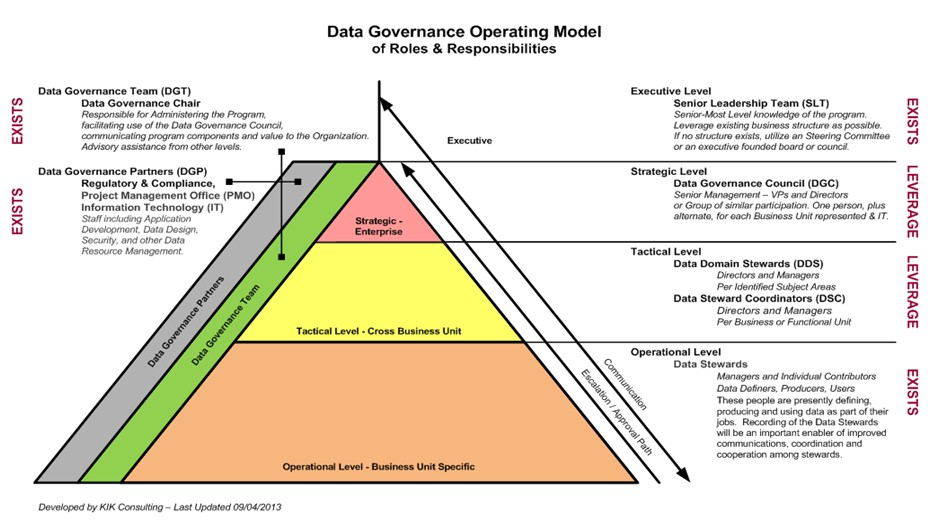 Data Governance Operating Model
of Roles & Responsibilities
EXISTS
Data Governance Team (DGT)
Data Governance Chair
Responsible for Administering the Program,
facilitating use of the Data Governance Council,
communicating program components and value to the Organization.
Advisory assistance from other levels.
EXISTS
Data Governance Partners (DGP)
Regulatory & Compliance,
Project Management Office (PMO)
Information Technology (IT)
Staff including Application
Development, Data Design,
Security, and other Data
Resource Management.
Data Governance Partners
Data Governance Team
Executive
Strategic -
Enterprise
Tactical Level - Cross Business Unit
Operational Level - Business Unit Specific
Communication
Escalation / Approval Path
Executive Level
Senior Leadership Team (SLT)
Senior-Most Level knowledge of the program.
Leverage existing business structure as possible.
If no structure exists, utilize an Steering Committee
or an executive founded board or council.
EXISTS
Strategic Level
Data Governance Council (DGC)
Senior Management – VPs and Directors
or Group of similar participation. One person, plus
alternate, for each Business Unit represented & IT.
LEVERAGE
Tactical Level
Data Domain Stewards (DDS)
Directors and Managers
Per Identified Subject Areas
Data Steward Coordinators (DSC)
Directors and Managers
Per Business or Functional Unit
LEVERAGE
Operational Level
Data Stewards
Managers and Individual Contributors
Data Definers, Producers, Users
These people are presently defining,
producing and using data as part of their
jobs. Recording of the Data Stewards
will be an important enabler of improved
communications, coordination and
cooperation among stewards.
EXISTS
Developed by KIK Consulting – Last Updated 09/04/2013